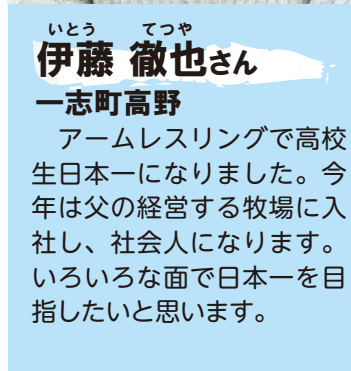 いとう てつや
伊藤 徹也さん
一志町高野
　アームレスリングで高校
生日本一になりました。今
年は父の経営する牧場に入
社し、社会人になります。
いろいろな面で日本一を目
指したいと思います。